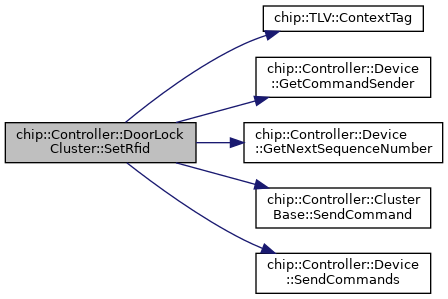 chip::TLV::ContextTag
chip::Controller::Device
::GetCommandSender
chip::Controller::DoorLock
Cluster::SetRfid
chip::Controller::Device
::GetNextSequenceNumber
chip::Controller::Cluster
Base::SendCommand
chip::Controller::Device
::SendCommands